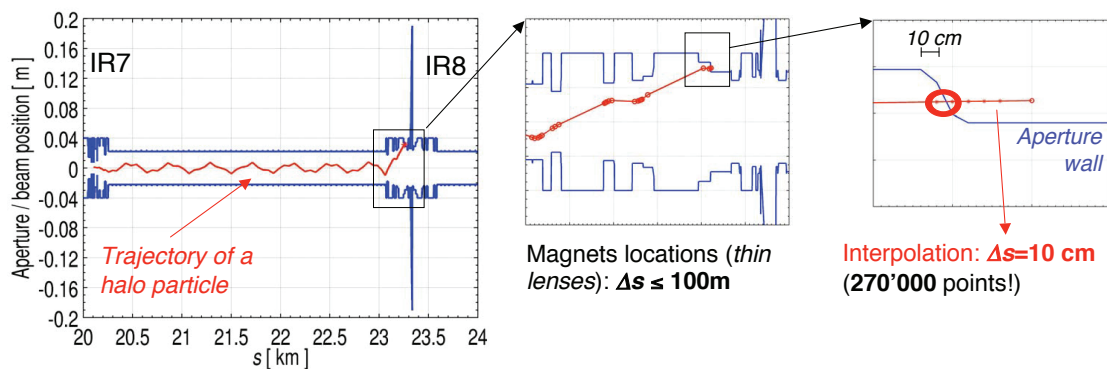 Aperture / beam position [ m ]
0.2
0.16
0.12
0.08
0.04
0
-0.04
-0.08
-0.12
-0.16
-0.2
IR7
IR8
Trajectory of a
halo particle
20 20.5 21 21.5 22 22.5 23 23.5 24
s [ km ]
Magnets locations (thin
lenses): Δs ≤ 100m
10 cm
Aperture
wall
Interpolation: Δs=10 cm
(270'000 points!)